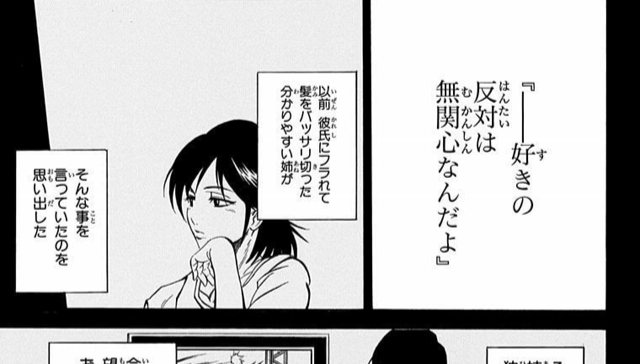 『――好きの
反対は
無関心なんだよ』
以前 彼氏にフラれて
髪をバッサリ切った
分かりやすい姉が
そんな事を
言っていたのを
思い出した